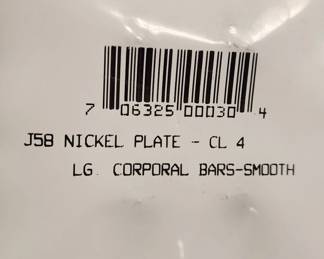 7 06325 00030 4
J58 NICKEL PLATE - CL 4
LG. CORPORAL BARS-SMOOTH